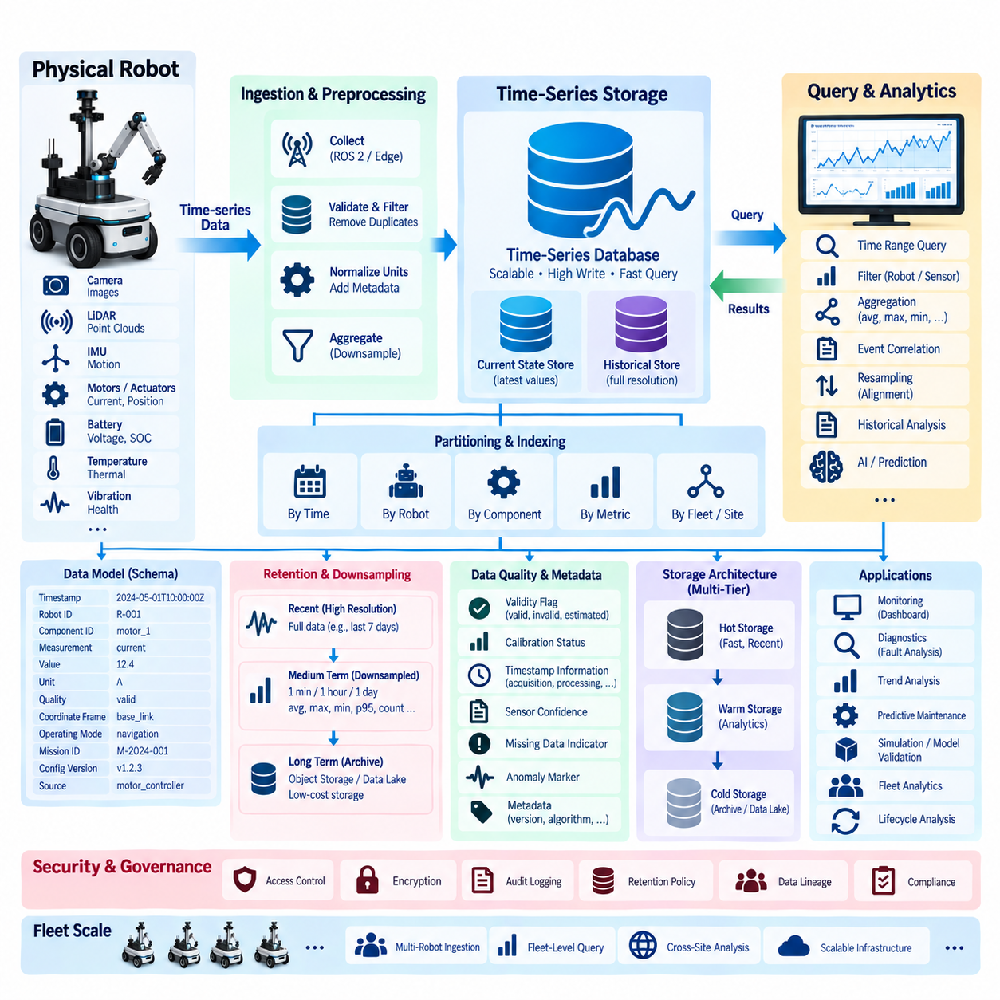 Physical Robot
Camera
Images
LiDAR
Point Clouds
IMU
Motion
Motors / Actuators
Current, Position
Battery
Voltage, SOC
Temperature
Thermal
Vibration
Health
...
Time-series
Data
Ingestion & Preprocessing
Collect
(ROS 2 / Edge)
Validate & Filter
Remove Duplicates
Normalize Units
Add Metadata
Aggregate
(Downsample)
Time-Series Storage
Time-Series Database
Scalable • High Write • Fast Query
Current State Store
(latest values)
Historical Store
(full resolution)
Query
Results
Query & Analytics
Time Range Query
Filter (Robot / Sensor)
Aggregation
(avg, max, min, ...)
Event Correlation
Resampling
(Alignment)
Historical Analysis
AI / Prediction
...
Partitioning & Indexing
By Time
By Robot
By Component
By Metric
By Fleet / Site
Data Model (Schema)
Timestamp 2024-05-01T10:00:00Z
Robot ID R-001
Component ID motor_1
Measurement current
Value 12.4
Unit A
Quality valid
Coordinate Frame base_link
Operating Mode navigation
Mission ID M-2024-001
Config Version v1.2.3
Source motor_controller
Retention & Downsampling
Recent (High Resolution)
Full data (e.g., last 7 days)
Medium Term (Downsampled)
1 min / 1 hour / 1 day
avg, max, min, p95, count ...
Long Term (Archive)
Object Storage / Data Lake
Low-cost storage
Data Quality & Metadata
Validity Flag
(valid, invalid, estimated)
Calibration Status
Timestamp Information
(acquisition, processing, ...)
Sensor Confidence
Missing Data Indicator
Anomaly Marker
Metadata
(version, algorithm, ...)
Storage Architecture
(Multi-Tier)
Hot Storage
(Fast, Recent)
Warm Storage
(Analytics)
Cold Storage
(Archive / Data Lake)
Applications
Monitoring
(Dashboard)
Diagnostics
(Fault Analysis)
Trend Analysis
Predictive Maintenance
Simulation / Model
Validation
Fleet Analytics
Lifecycle Analysis
Security & Governance
Access Control
Encryption
Audit Logging
Retention Policy
Data Lineage
Compliance
Fleet Scale
...
Multi-Robot Ingestion
Fleet-Level Query
Cross-Site Analysis
Scalable Infrastructure
...